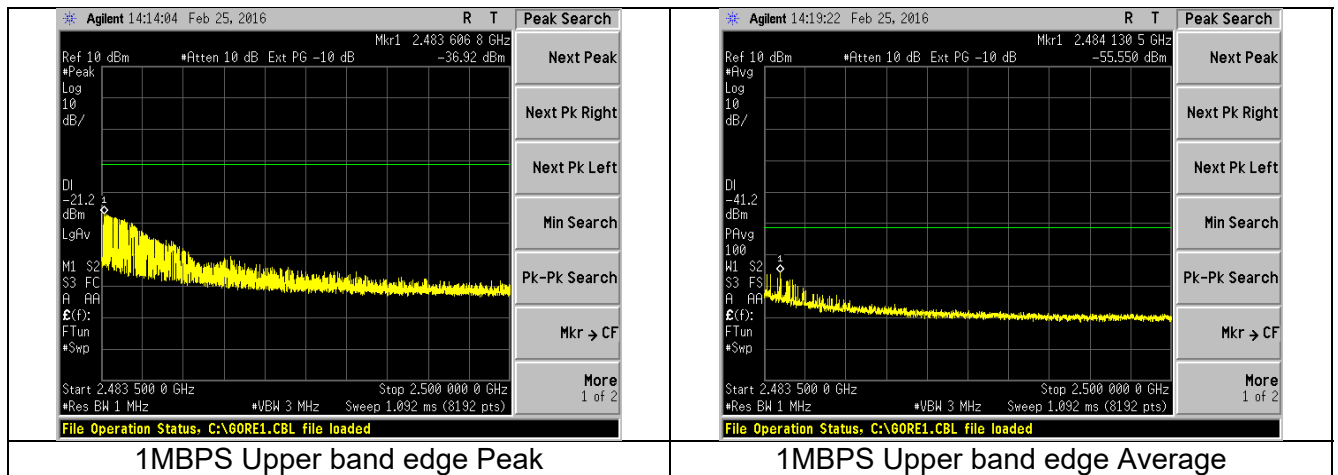 Agilent 14:14:04 Feb 25, 2016 R T Peak Search
Mkr1 2.483 606 8 GHz
Ref 10 dBm #Atten 10 dB Ext PG -10 dB -36.92 dBm
#Peak
Log
10
dB/
DI
-21.2
dBm
LgAv
M1 S2
S3 FC
A AA
£(f):
FTun
#Swp
1
Start 2.483 500 0 GHz Stop 2.500 000 0 GHz
#Res BW 1 MHz #VBW 3 MHz Sweep 1.092 ms (8192 pts)
File Operation Status, C:\GORE1.CBL file loaded
Next Peak
Next Pk Right
Next Pk Left
Min Search
Pk-Pk Search
Mkr → CF
More
1 of 2
1MBPS Upper band edge Peak
Agilent 14:19:22 Feb 25, 2016 R T Peak Search
Mkr1 2.484 130 5 GHz
Ref 10 dBm #Atten 10 dB Ext PG -10 dB -55.550 dBm
#Avg
Log
10
dB/
DI
-41.2
dBm
PAvg
100
W1 S2
S3 FS
A AA
£(f):
FTun
#Swp
1
Start 2.483 500 0 GHz Stop 2.500 000 0 GHz
#Res BW 1 MHz #VBW 3 MHz Sweep 1.092 ms (8192 pts)
File Operation Status, C:\GORE1.CBL file loaded
Next Peak
Next Pk Right
Next Pk Left
Min Search
Pk-Pk Search
Mkr → CF
More
1 of 2
1MBPS Upper band edge Average